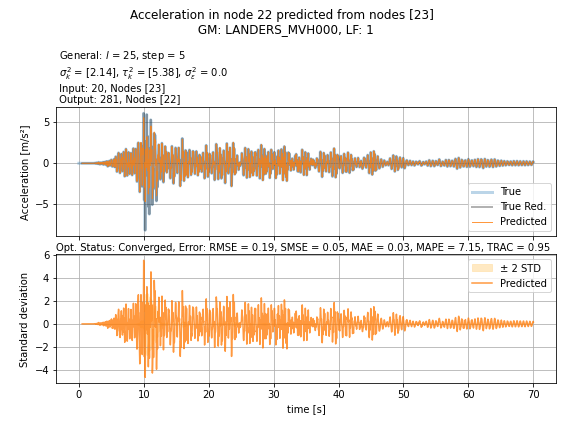 Acceleration in node 22 predicted from nodes [23]
GM: LANDERS_MVH000, LF: 1
General: l = 25, step = 5
σ²ₖ = [2.14], τ²ₖ = [5.38], σ²ₑ = 0.0
Input: 20, Nodes [23]
Output: 281, Nodes [22]
Acceleration [m/s²]
5
0
−5
True
True Red.
Predicted
Opt. Status: Converged, Error: RMSE = 0.19, SMSE = 0.05, MAE = 0.03, MAPE = 7.15, TRAC = 0.95
Standard deviation
6
4
2
0
−2
−4
± 2 STD
Predicted
0 10 20 30 40 50 60 70
time [s]